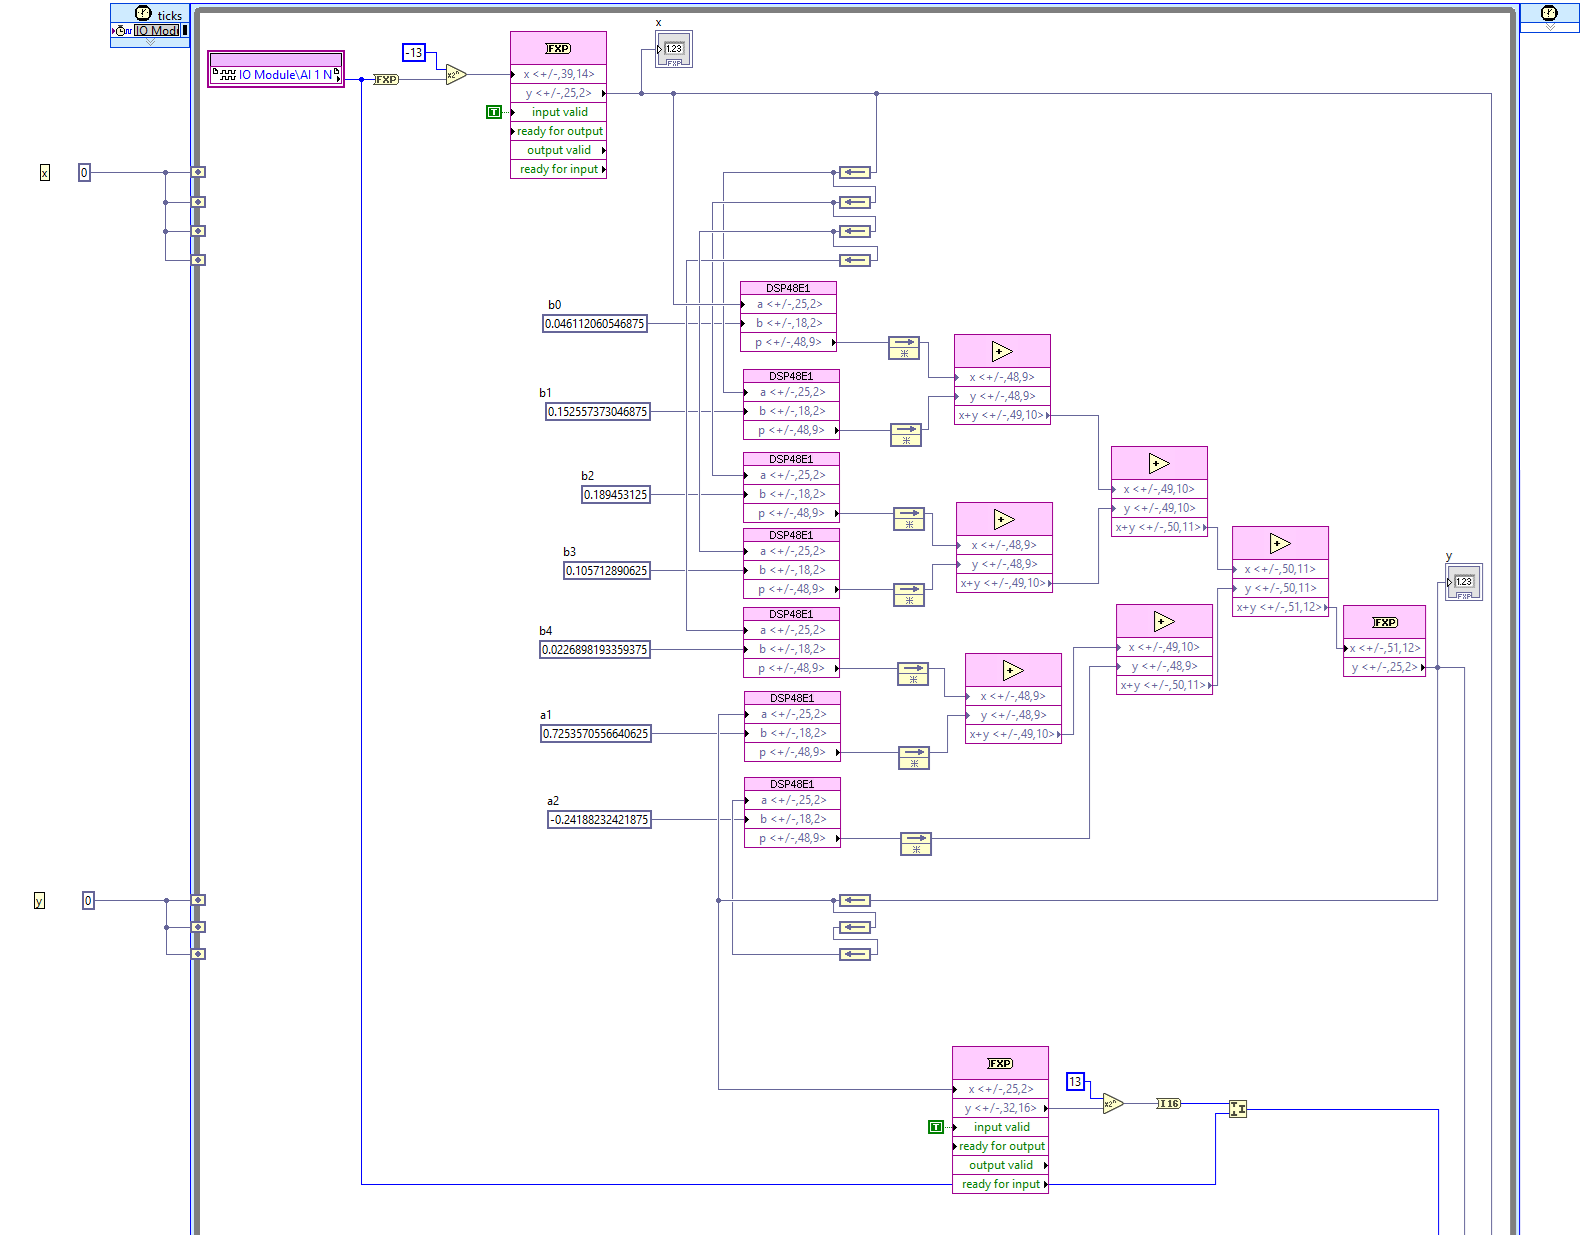 ticks
IO Modi
x
-13
FXP
IO Module\AI 1 N
FXP
x2ⁿ
x <+/-,39,14>
1.23
FXP
y <+/-,25,2>
T
input valid
ready for output
output valid
ready for input
x
0
DSP48E1
b0
a <+/-,25,2>
0.046112060546875
b <+/-,18,2>
p <+/-,48,9>
+
DSP48E1
x <+/-,48,9>
b1
a <+/-,25,2>
y <+/-,48,9>
0.152557373046875
b <+/-,18,2>
x+y <+/-,49,10>
p <+/-,48,9>
DSP48E1
+
b2
a <+/-,25,2>
x <+/-,49,10>
0.189453125
b <+/-,18,2>
y <+/-,49,10>
p <+/-,48,9>
+
x+y <+/-,50,11>
DSP48E1
x <+/-,48,9>
+
b3
a <+/-,25,2>
y <+/-,48,9>
x <+/-,50,11>
y
0.105712890625
b <+/-,18,2>
x+y <+/-,49,10>
y <+/-,50,11>
1.23
FXP
p <+/-,48,9>
x+y <+/-,51,12>
DSP48E1
+
FXP
b4
a <+/-,25,2>
x <+/-,49,10>
x <+/-,51,12>
0.0226898193359375
b <+/-,18,2>
y <+/-,48,9>
y <+/-,25,2>
p <+/-,48,9>
+
x+y <+/-,50,11>
DSP48E1
x <+/-,48,9>
a1
a <+/-,25,2>
y <+/-,48,9>
0.7253570556640625
b <+/-,18,2>
x+y <+/-,49,10>
p <+/-,48,9>
DSP48E1
a2
a <+/-,25,2>
-0.24188232421875
b <+/-,18,2>
p <+/-,48,9>
y
0
FXP
13
x <+/-,25,2>
y <+/-,32,16>
x2ⁿ
I16
T
input valid
ready for output
output valid
ready for input